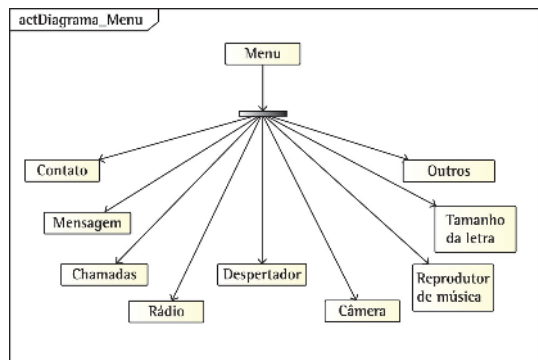 actDiagrama_Menu
Menu
Contato
Outros
Mensagem
Tamanho
da letra
Chamadas
Despertador
Reprodutor
de música
Rádio
Câmera